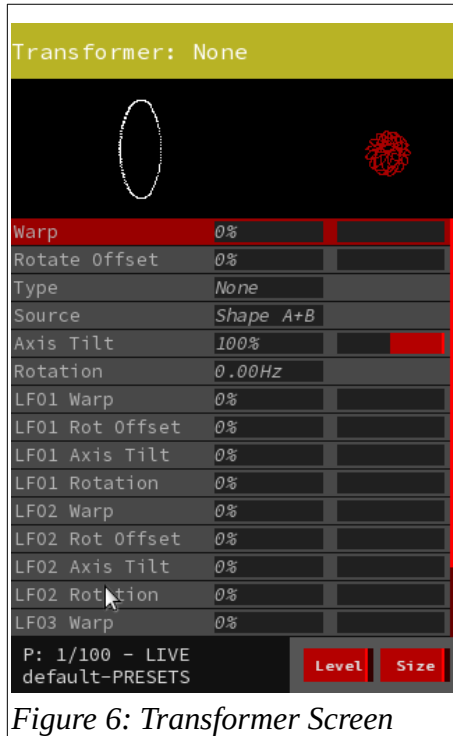 Transformer: None
Warp 0%
Rotate Offset 0%
Type None
Source Shape A+B
Axis Tilt 100%
Rotation 0.00Hz
LFO1 Warp 0%
LFO1 Rot Offset 0%
LFO1 Axis Tilt 0%
LFO1 Rotation 0%
LFO2 Warp 0%
LFO2 Rot Offset 0%
LFO2 Axis Tilt 0%
LFO2 Rotation 0%
LFO3 Warp 0%
P: 1/100 - LIVE
default-PRESETS
Level Size
Figure 6: Transformer Screen